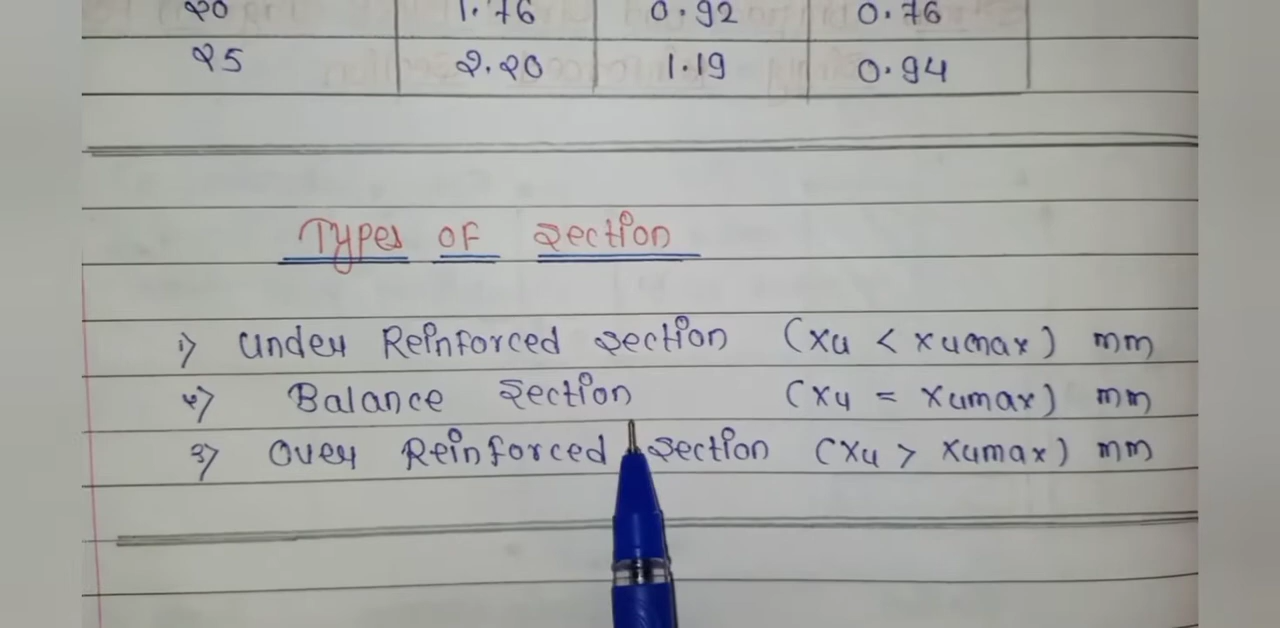 20 1.76 0.92 0.76
25 2.20 1.19 0.94
Types of section
1) Under Reinforced section (xu < xumax) mm
2) Balance section (xu = xumax) mm
3) Over Reinforced section (xu > xumax) mm